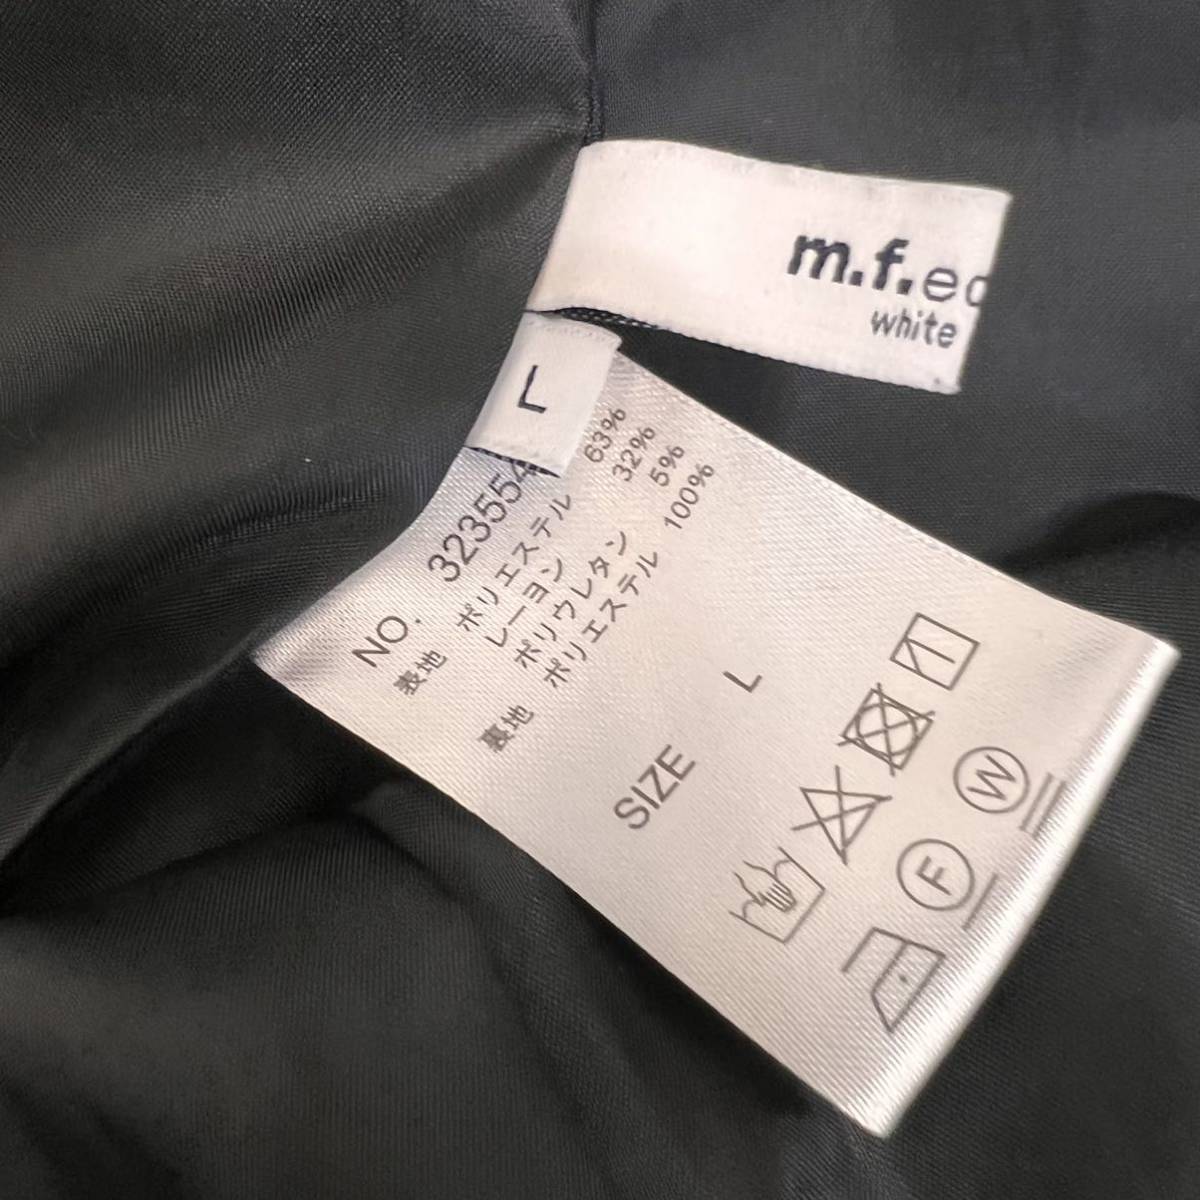 m.f.
white
L
NO. 323554
表地 ポリエステル 63%
レーヨン 32%
ポリウレタン 5%
裏地 ポリエステル 100%
SIZE L
W
F